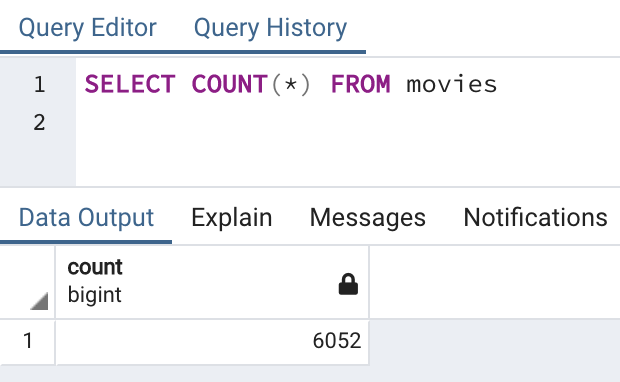 Query Editor Query History
1 SELECT COUNT(*) FROM movies
2
Data Output Explain Messages Notifications
count
bigint
1 6052